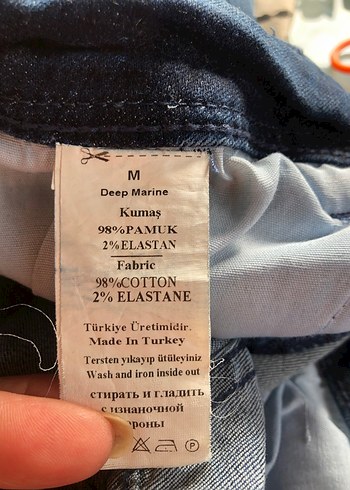 M
Deep Marine
Kumaş
98%PAMUK
2%ELASTAN
Fabric
98%COTTON
2% ELASTANE
Türkiye Üretimidir.
Made In Turkey
Tersten yıkayıp ütüleyiniz
Wash and iron inside out
стирать и гладить
с изнаночной
P